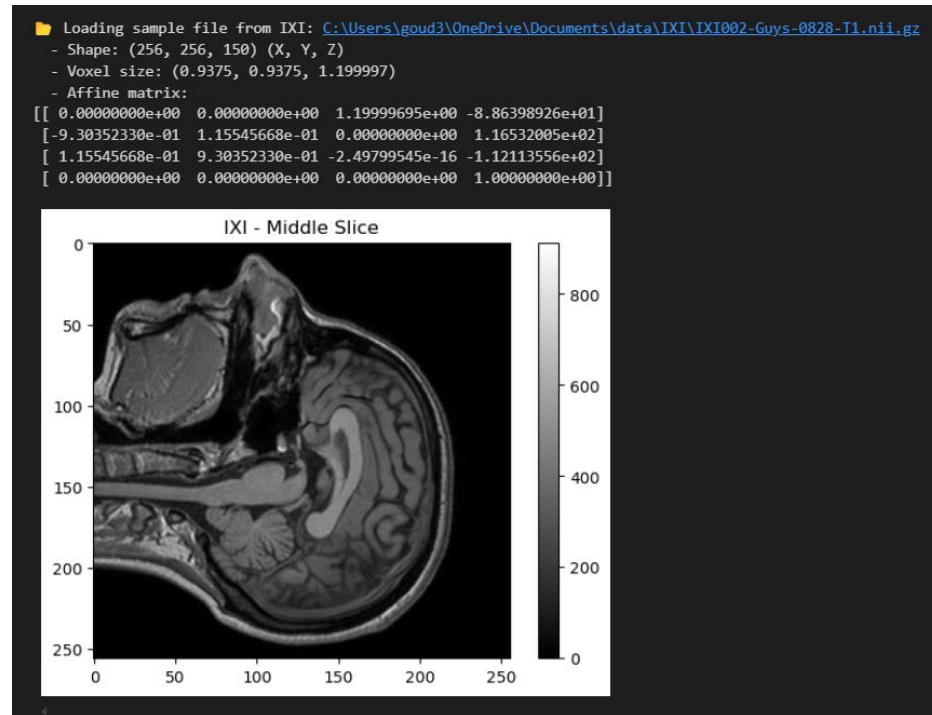 📂 Loading sample file from IXI: C:\Users\goud3\OneDrive\Documents\data\IXI\IXI002-Guys-0828-T1.nii.gz
- Shape: (256, 256, 150) (X, Y, Z)
- Voxel size: (0.9375, 0.9375, 1.199997)
- Affine matrix:
[[ 0.00000000e+00  0.00000000e+00  1.19999695e+00 -8.86398926e+01]
[-9.30352330e-01  1.15545668e-01  0.00000000e+00  1.16532005e+02]
[ 1.15545668e-01  9.30352330e-01 -2.49799545e-16 -1.12113556e+02]
[ 0.00000000e+00  0.00000000e+00  0.00000000e+00  1.00000000e+00]]
IXI - Middle Slice
0
50
100
150
200
250
0 50 100 150 200 250
800
600
400
200
0